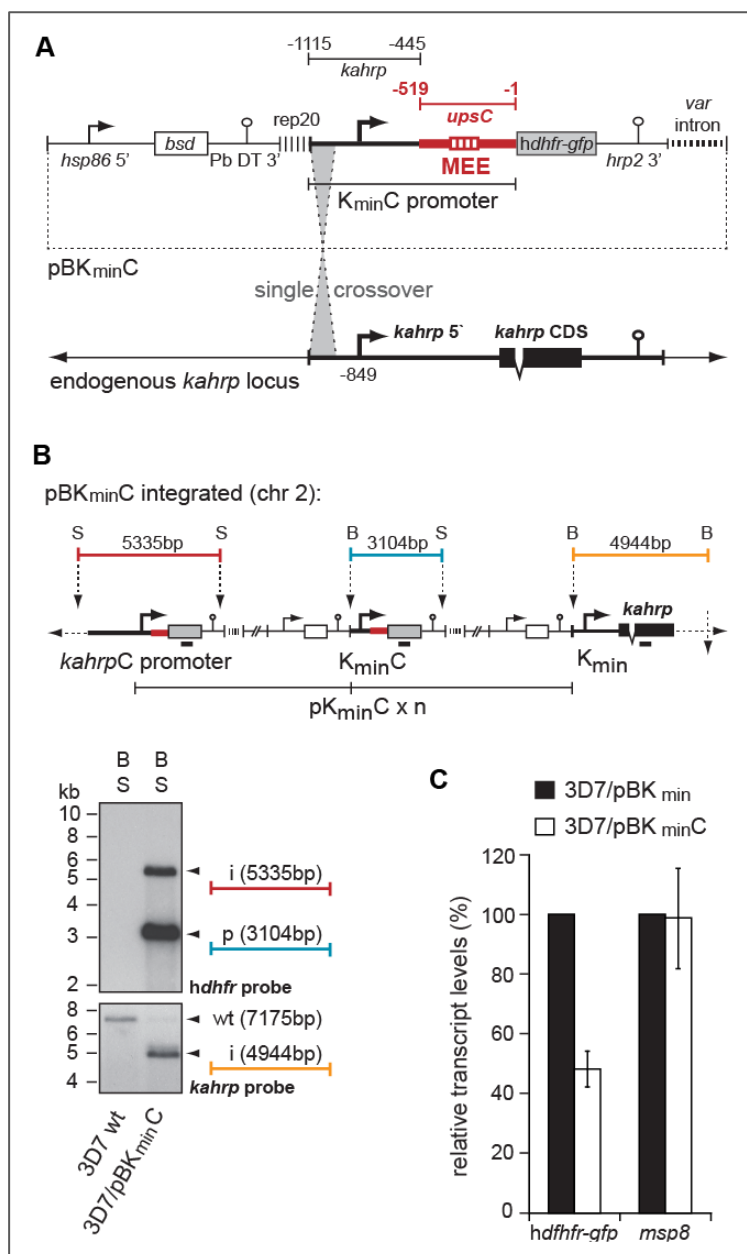 A
-1115 -445
kahrp
-519 -1
rep20 upsC var intron
hsp86 5’ bsd Pb DT 3’ MEE hdhfr-gfp hrp2 3’
KminC promoter
pBKminC
single crossover
kahrp 5` kahrp CDS
endogenous kahrp locus -849
B
pBKminC integrated (chr 2):
S S B S B B
5335bp 3104bp 4944bp
kahrp
kahrpC promoter KminC Kmin
pKminC x n
B B
S S
kb
10
8
6
5
4
3
2
i (5335bp)
p (3104bp)
hdhfr probe
8
6
5
4
wt (7175bp)
i (4944bp)
kahrp probe
3D7 wt
3D7/pBKminC
C
3D7/pBK min
3D7/pBK minC
relative transcript levels (%)
120
100
80
60
40
20
0
hdfhfr-gfp msp8